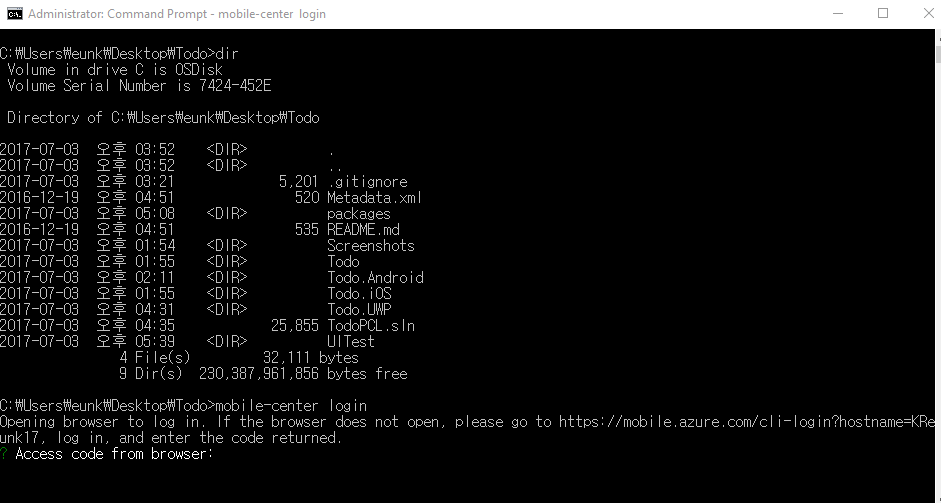 Administrator: Command Prompt - mobile-center login
C:₩Users₩eunk₩Desktop₩Todo>dir
Volume in drive C is OSDisk
Volume Serial Number is 7424-452E
Directory of C:₩Users₩eunk₩Desktop₩Todo
2017-07-03 오후 03:52 <DIR> .
2017-07-03 오후 03:52 <DIR> ..
2017-07-03 오후 03:21 5,201 .gitignore
2016-12-19 오후 04:51 520 Metadata.xml
2017-07-03 오후 05:08 <DIR> packages
2016-12-19 오후 04:51 535 README.md
2017-07-03 오후 01:54 <DIR> Screenshots
2017-07-03 오후 01:55 <DIR> Todo
2017-07-03 오후 02:11 <DIR> Todo.Android
2017-07-03 오후 01:55 <DIR> Todo.iOS
2017-07-03 오후 04:31 <DIR> Todo.UWP
2017-07-03 오후 04:35 25,855 TodoPCL.sln
2017-07-03 오후 05:39 <DIR> UITest
4 File(s) 32,111 bytes
9 Dir(s) 230,387,961,856 bytes free
C:₩Users₩eunk₩Desktop₩Todo>mobile-center login
Opening browser to log in. If the browser does not open, please go to https://mobile.azure.com/cli-login?hostname=KRe
unk17, log in, and enter the code returned.
? Access code from browser: